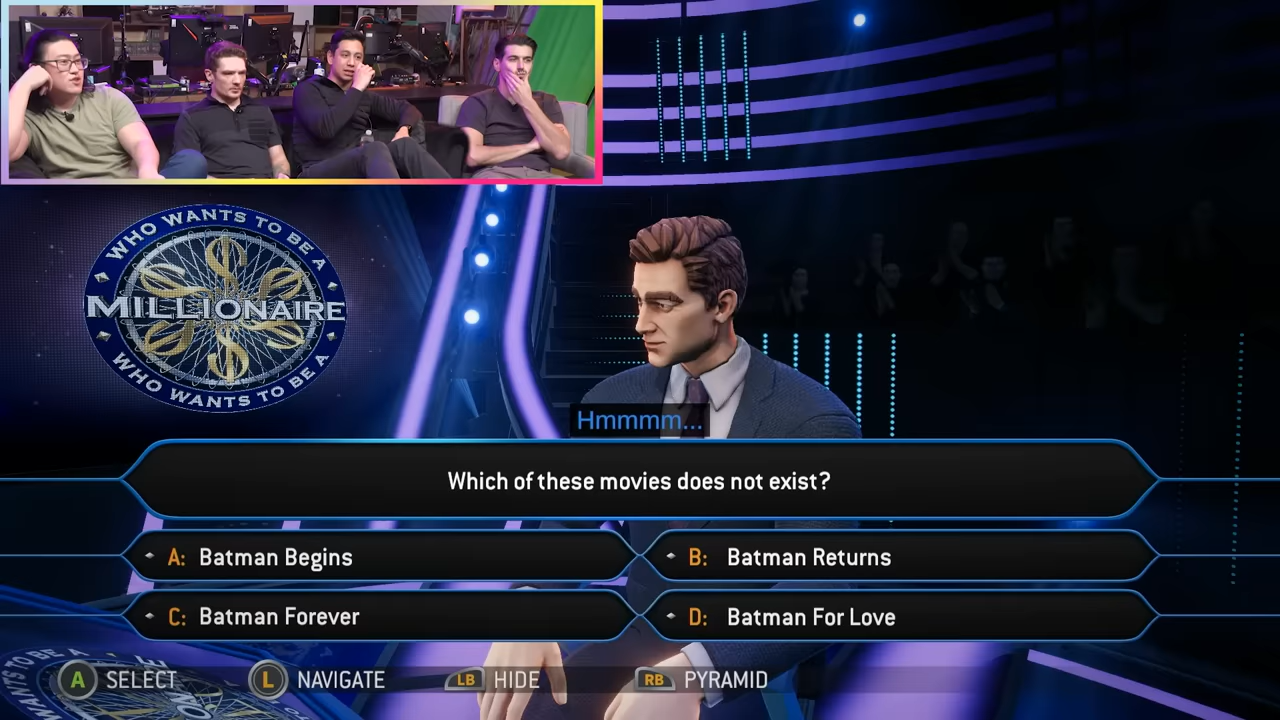 WHO WANTS TO BE A
MILLIONAIRE
WHO WANTS TO BE A
Hmmmm...
Which of these movies does not exist?
A: Batman Begins
B: Batman Returns
C: Batman Forever
D: Batman For Love
A SELECT
L NAVIGATE
LB HIDE
RB PYRAMID